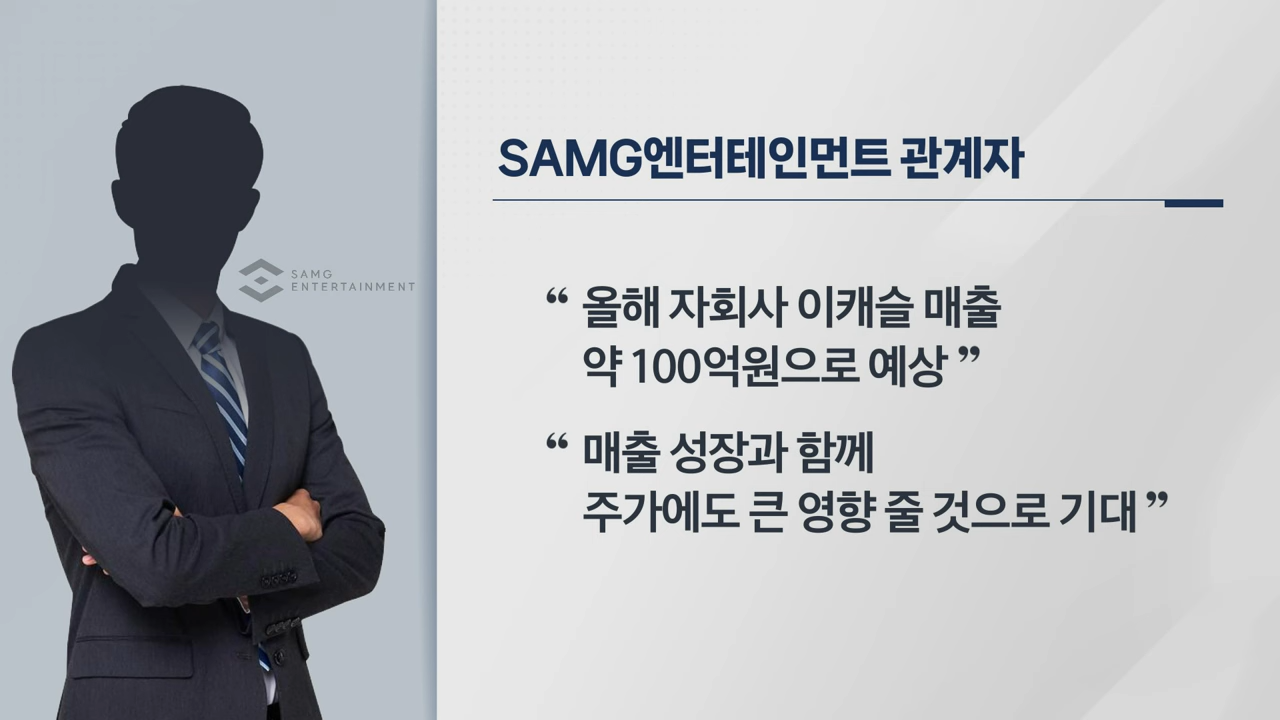 SAMG
ENTERTAINMENT
SAMG엔터테인먼트 관계자
“ 올해 자회사 이캐슬 매출
약 100억원으로 예상 ”
“ 매출 성장과 함께
주가에도 큰 영향 줄 것으로 기대 ”